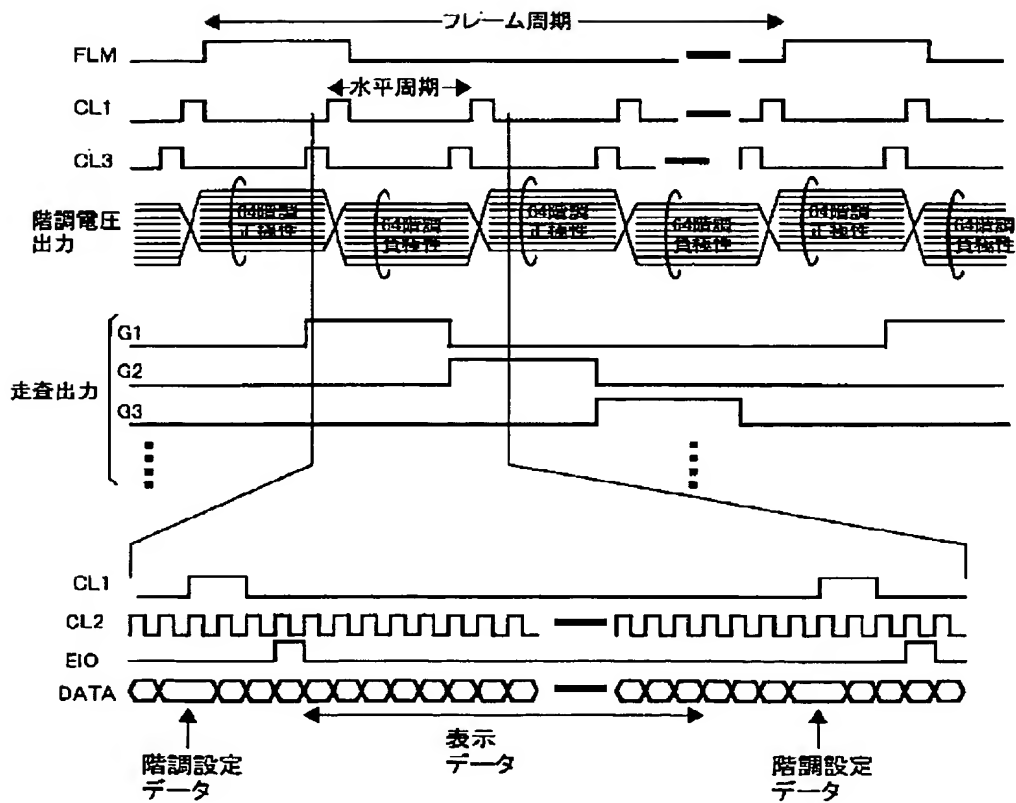 フレーム周期
FLM
水平周期
CL1
CL3
階調電圧
出力
64階調
正極性
64階調
負極性
64階調
正極性
64階調
負極性
64階調
正極性
64階調
負極性
走査出力
G1
G2
G3
CL1
CL2
EIO
DATA
表示
データ
階調設定
データ
階調設定
データ